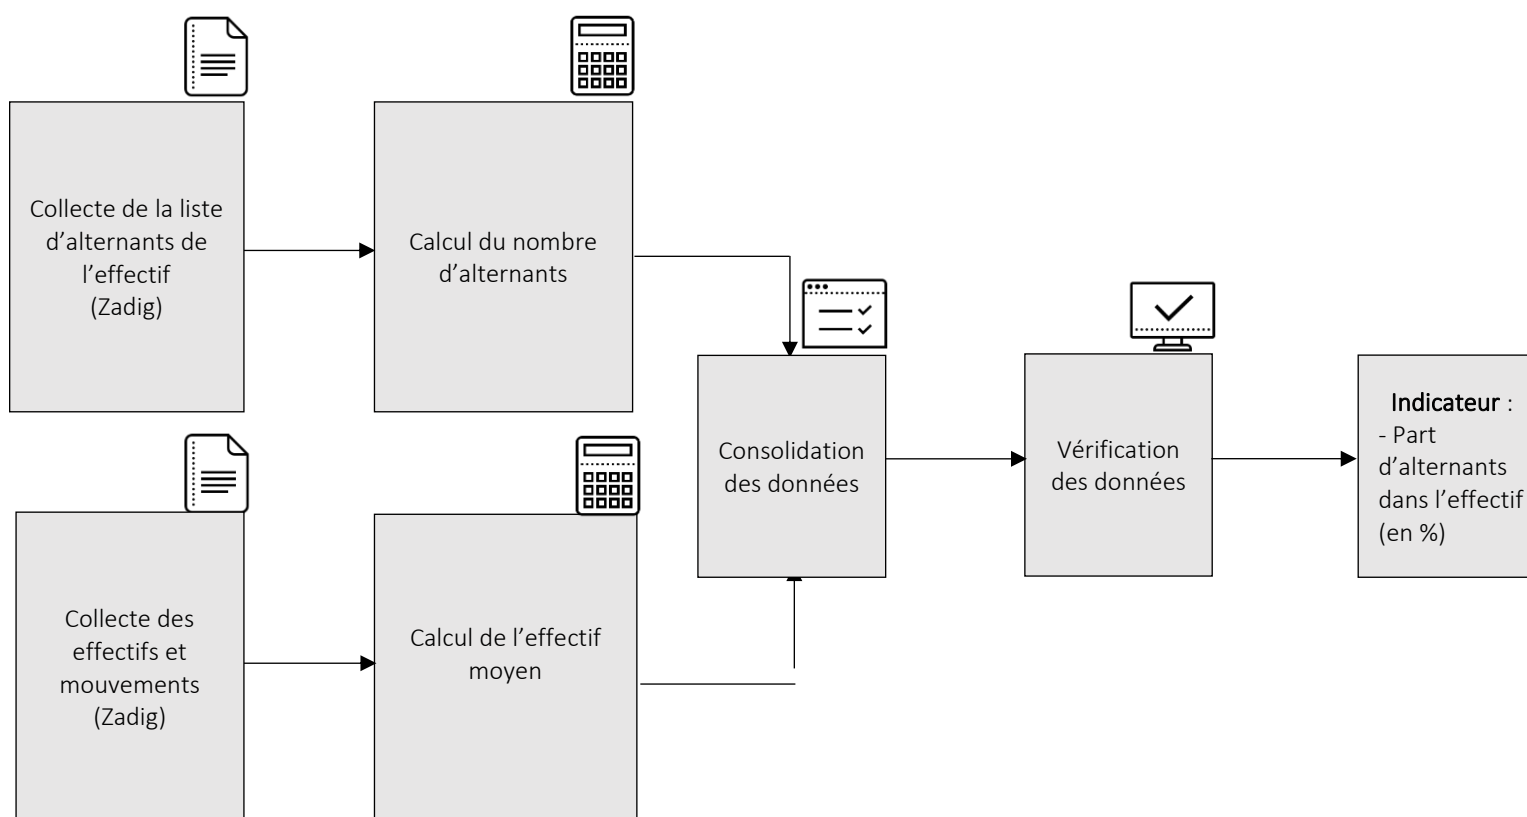 Collecte de la liste
d’alternants de
l’effectif
(Zadig)
Calcul du nombre
d’alternants
Collecte des
effectifs et
mouvements
(Zadig)
Calcul de l’effectif
moyen
Consolidation
des données
Vérification
des données
Indicateur :
- Part
d’alternants
dans l’effectif
(en %)